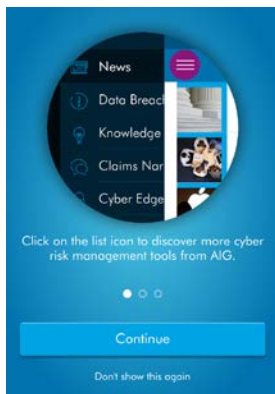 News
Data Breac
Knowledge
Claims Nar
Cyber Edge
Click on the list icon to discover more cyber
risk management tools from AIG.
Continue
Don't show this again